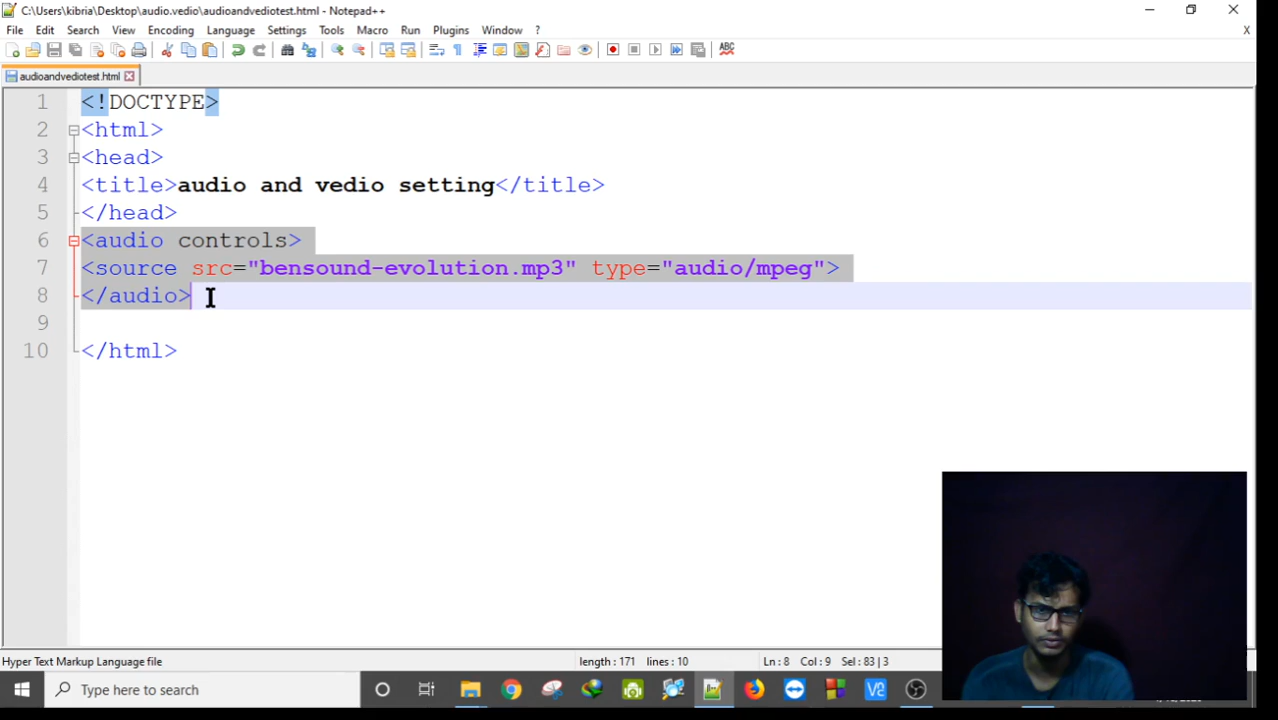 C:\Users\kibria\Desktop\audio.vedio\audioandvediotest.html - Notepad++
File Edit Search View Encoding Language Settings Tools Macro Run Plugins Window ? X
ABC
audioandvediotest.html
1 <!DOCTYPE>
2 <html>
3 <head>
4 <title>audio and vedio setting</title>
5 </head>
6 <audio controls>
7 <source src="bensound-evolution.mp3" type="audio/mpeg">
8 </audio>
9
10 </html>
Hyper Text Markup Language file length : 171 lines : 10 Ln : 8 Col : 9 Sel : 83 | 3
Type here to search